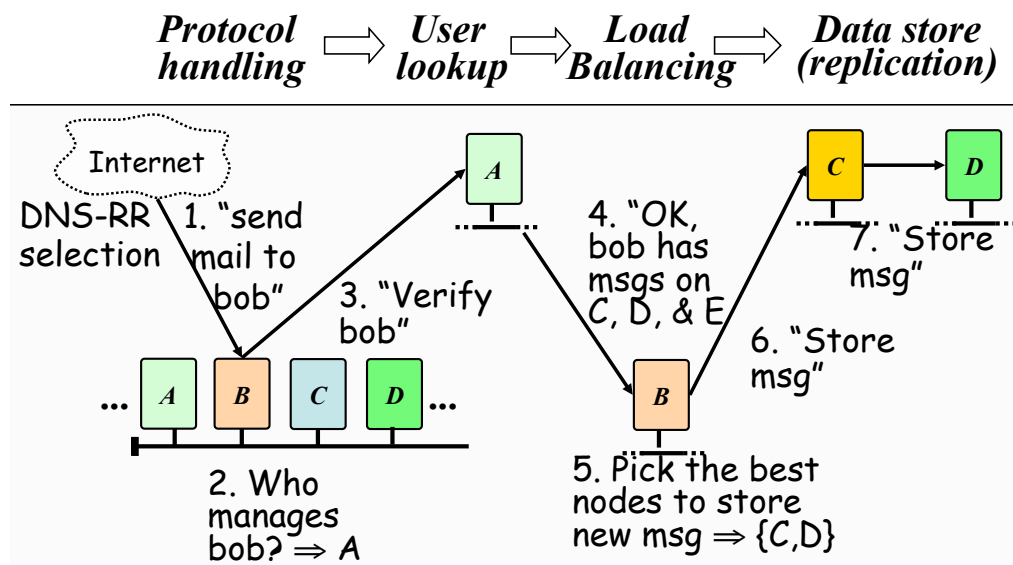 Protocol handling
User lookup
Load Balancing
Data store (replication)
Internet
DNS-RR
selection
1. “send
mail to
bob”
3. “Verify
bob”
A
4. “OK,
bob has
msgs on
C, D, & E
C
D
7. “Store
msg”
6. “Store
msg”
... A B C D ...
B
2. Who
manages
bob? ⇒ A
5. Pick the best
nodes to store
new msg ⇒ {C,D}